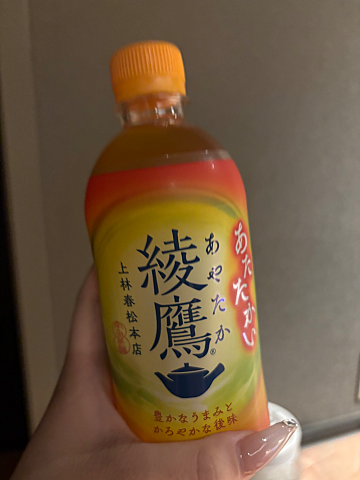 あたたかい
あやたか
綾鷹®
上林春松本店
豊かなうまみと
かろやかな後味